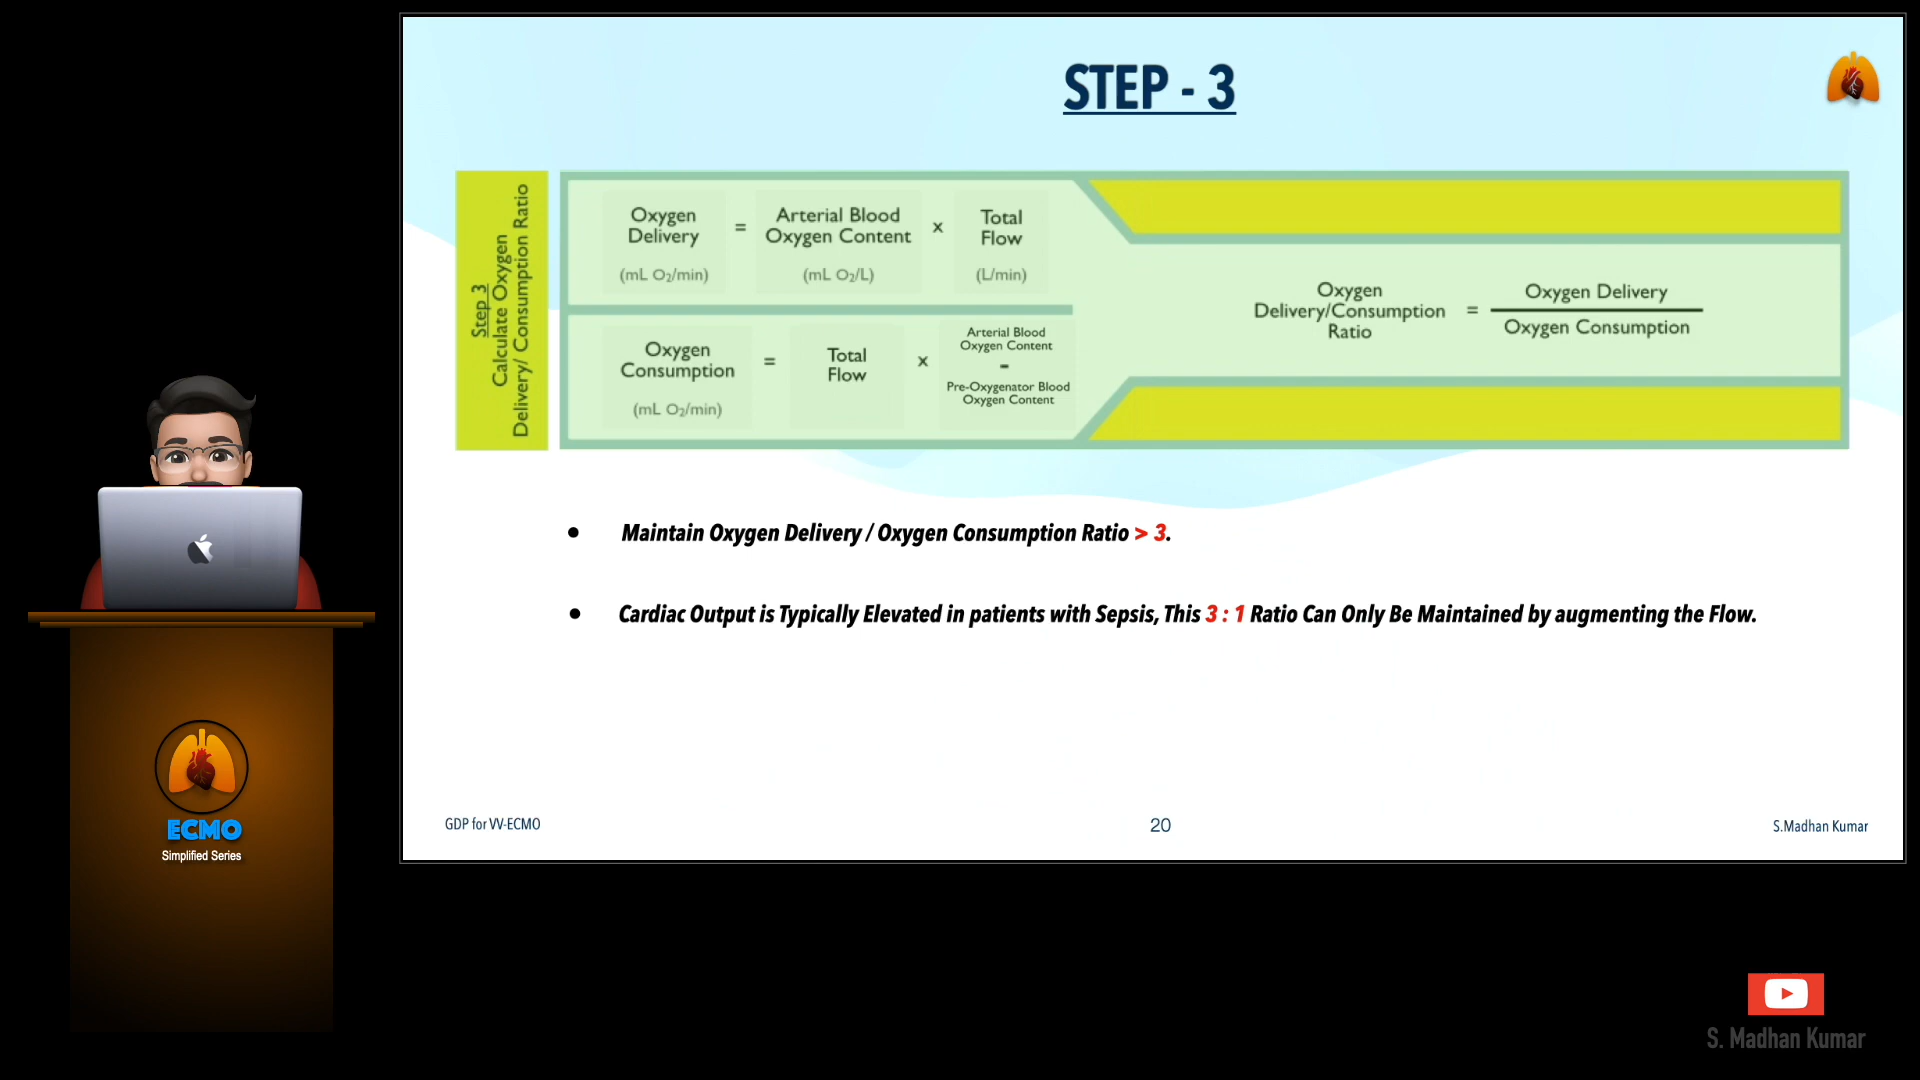 STEP - 3
Step 3
Calculate Oxygen
Delivery/ Consumption Ratio
Oxygen
Delivery
(mL O₂/min)
=
Arterial Blood
Oxygen Content
(mL O₂/L)
x
Total
Flow
(L/min)
Oxygen
Consumption
(mL O₂/min)
=
Total
Flow
x
Arterial Blood
Oxygen Content
-
Pre-Oxygenator Blood
Oxygen Content
Oxygen
Delivery/Consumption
Ratio
=
Oxygen Delivery
Oxygen Consumption
• Maintain Oxygen Delivery / Oxygen Consumption Ratio > 3.
• Cardiac Output is Typically Elevated in patients with Sepsis, This 3 : 1 Ratio Can Only Be Maintained by augmenting the Flow.
GDP for VV-ECMO
20
S.Madhan Kumar
ECMO
Simplified Series
S. Madhan Kumar